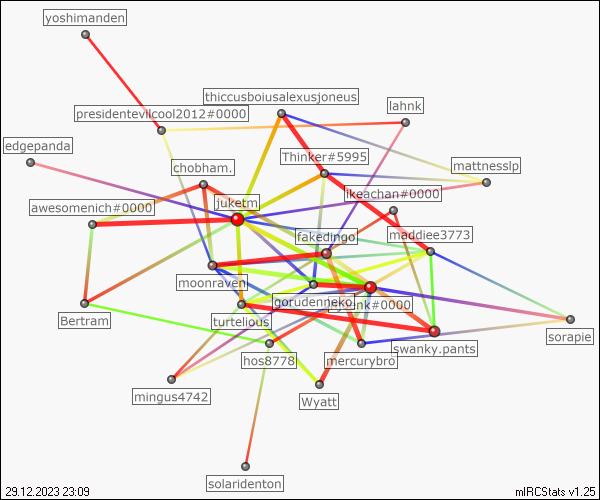 yoshimanden
thiccusboiusalexusjoneus
lahnk
presidentevilcool2012#0000
edgepanda
Thinker#5995
chobham.
mattnesslp
ikeachan#0000
juketm
awesomenich#0000
fakedingo
maddiee3773
moonraven
gorudenneko
#0000
turtelious
Bertram
sorapie
swanky.pants
hos8778
mercurybro
mingus4742
Wyatt
solaridenton
29.12.2023 23:09
mIRCStats v1.25